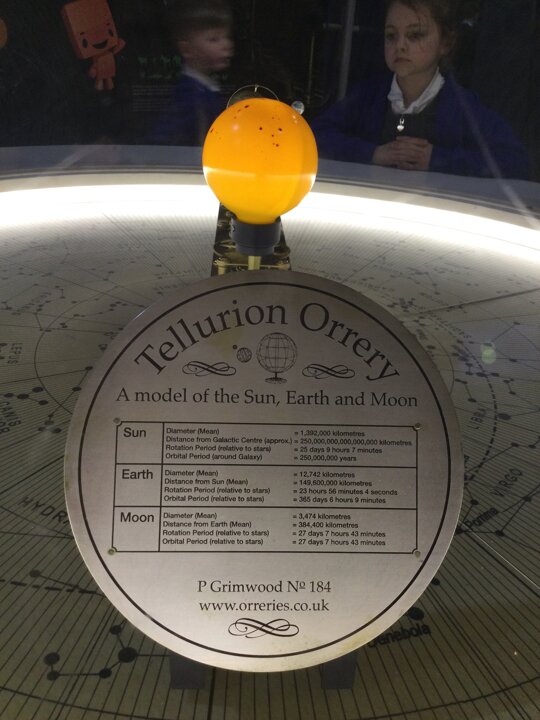 Tellurion Orrery
A model of the Sun, Earth and Moon
Sun
Diameter (Mean) = 1,392,000 kilometres
Distance from Galactic Centre (approx.) = 250,000,000,000,000,000 kilometres
Rotation Period (relative to stars) = 25 days 9 hours 7 minutes
Orbital Period (around Galaxy) = 250,000,000 years
Earth
Diameter (Mean) = 12,742 kilometres
Distance from Sun (Mean) = 149,600,000 kilometres
Rotation Period (relative to stars) = 23 hours 56 minutes 4 seconds
Orbital Period (relative to stars) = 365 days 6 hours 9 minutes
Moon
Diameter (Mean) = 3,474 kilometres
Distance from Earth (Mean) = 384,400 kilometres
Rotation Period (relative to stars) = 27 days 7 hours 43 minutes
Orbital Period (relative to stars) = 27 days 7 hours 43 minutes
P Grimwood Nº 184
www.orreries.co.uk
LEPUS
LIBRA
Denebola